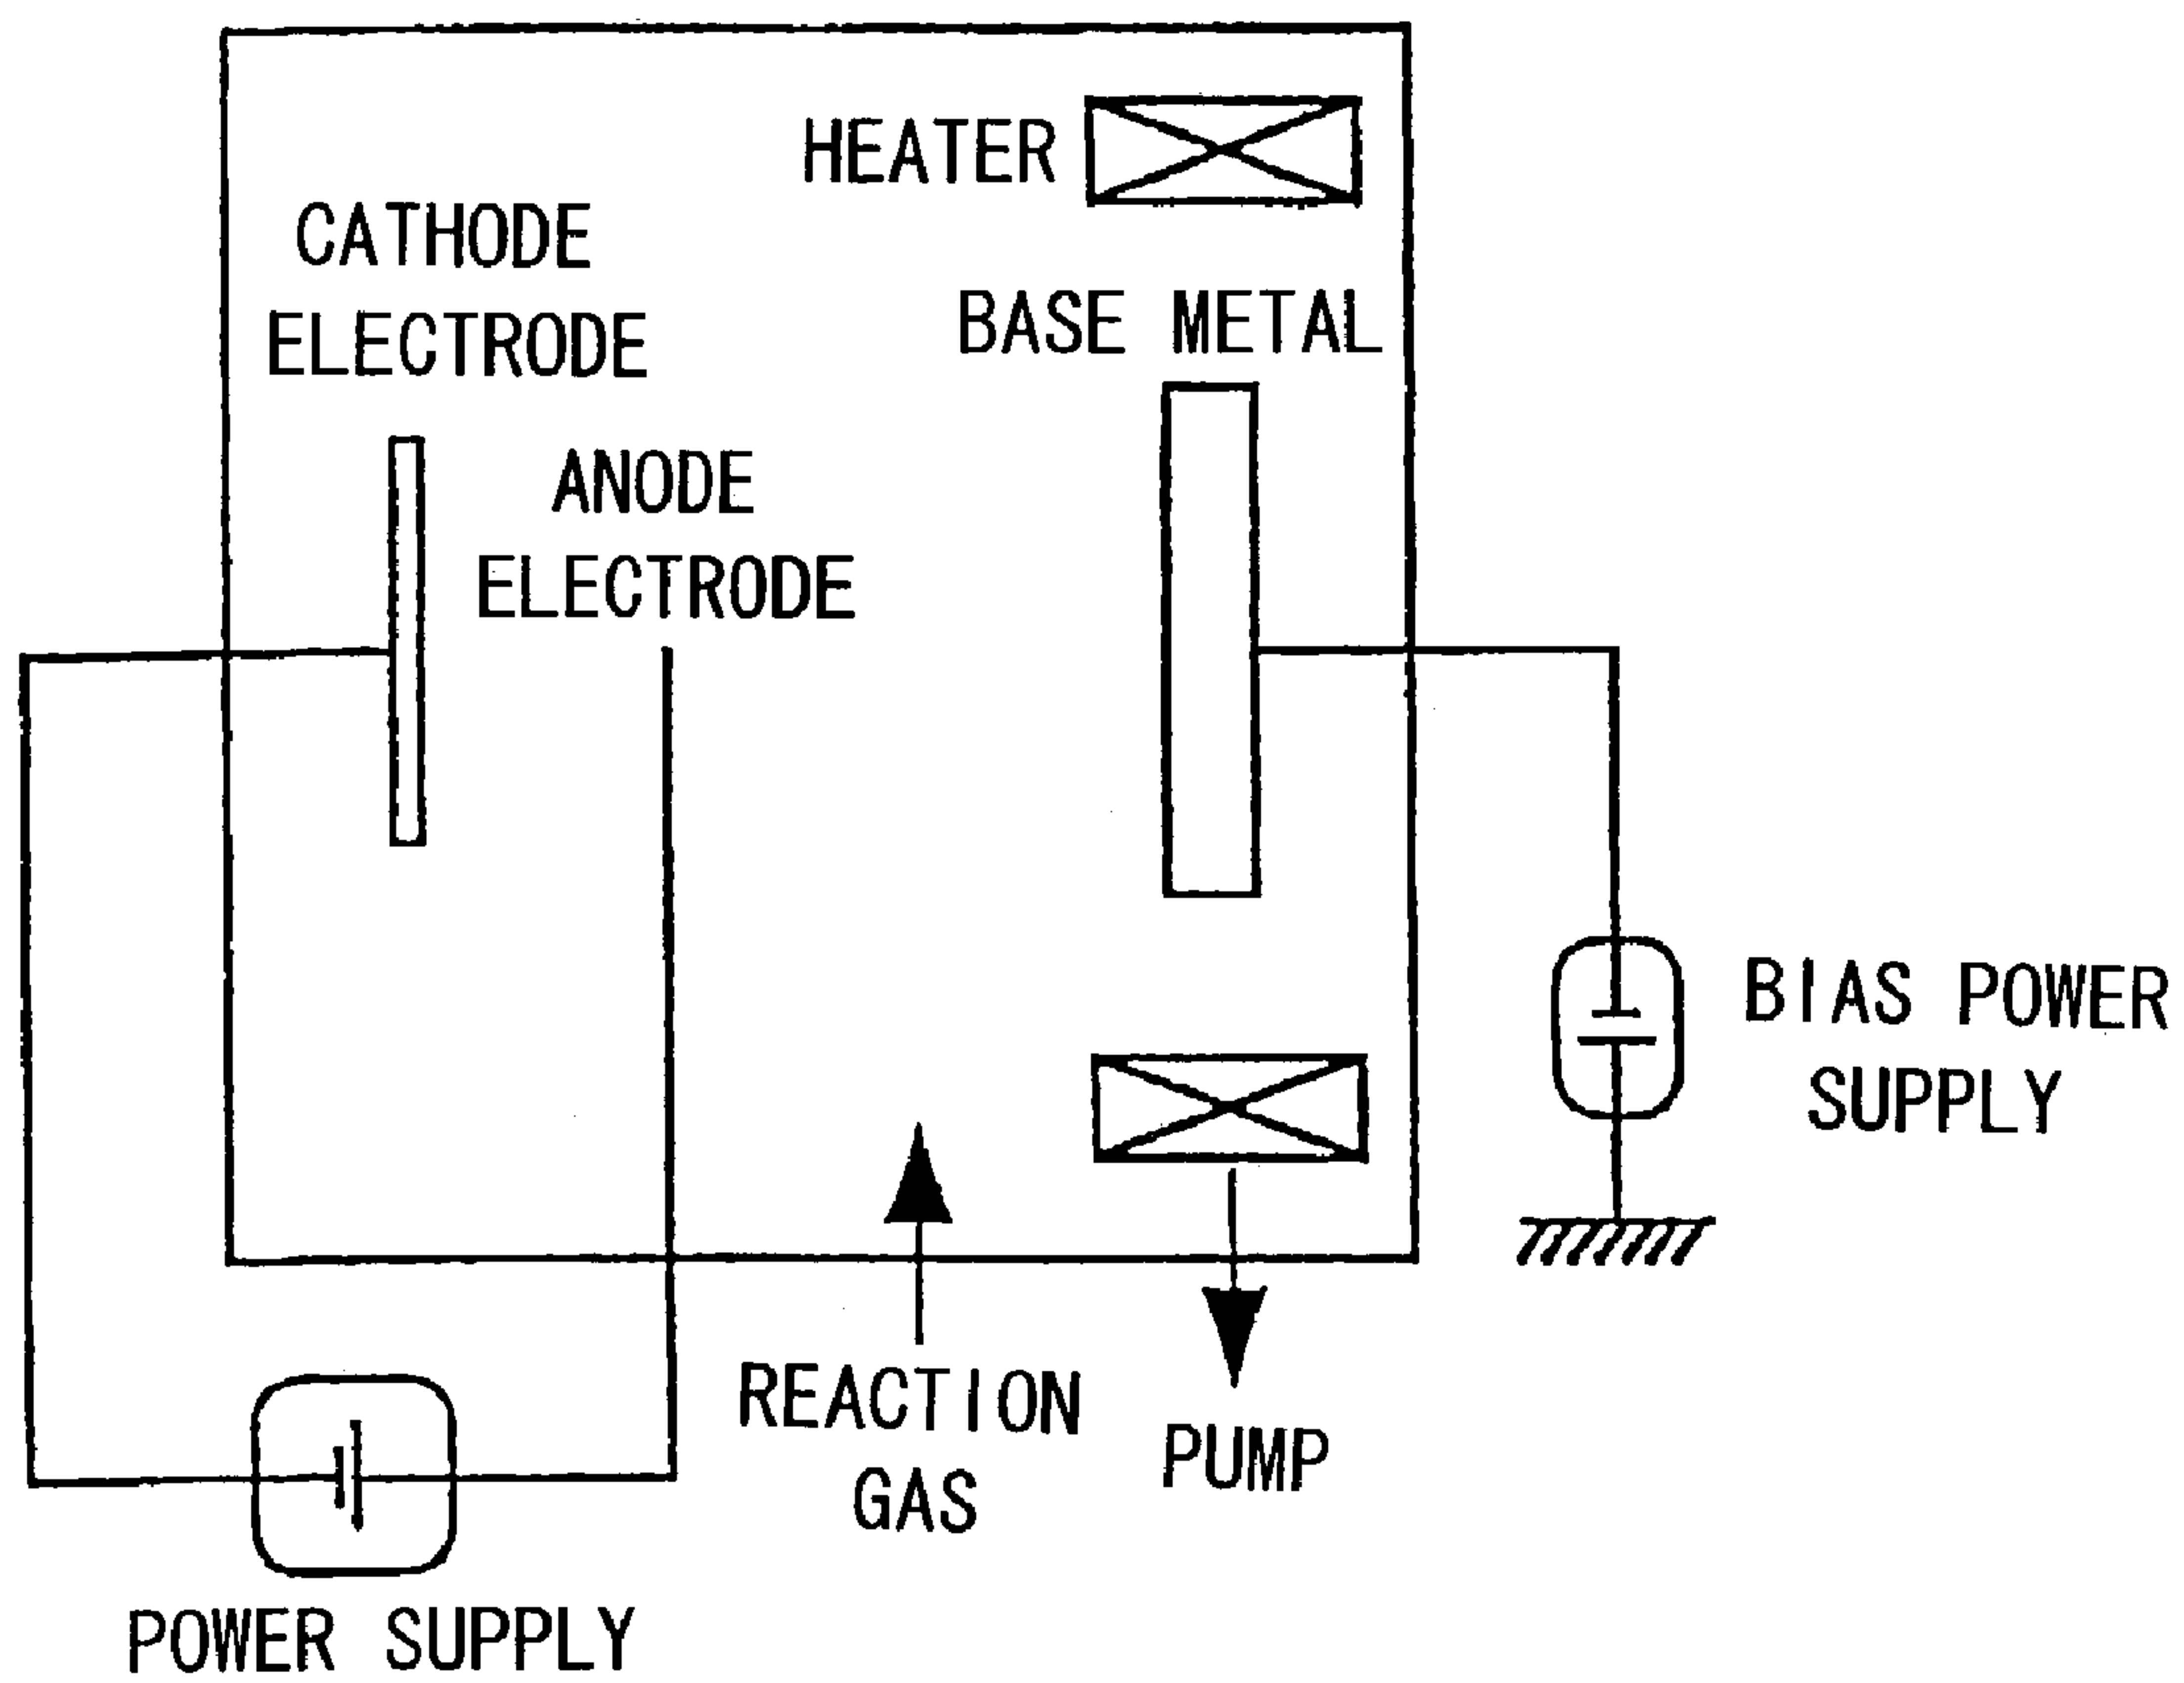 HEATER
CATHODE
ELECTRODE
BASE METAL
ANODE
ELECTRODE
BIAS POWER
SUPPLY
REACTION
GAS
PUMP
POWER SUPPLY